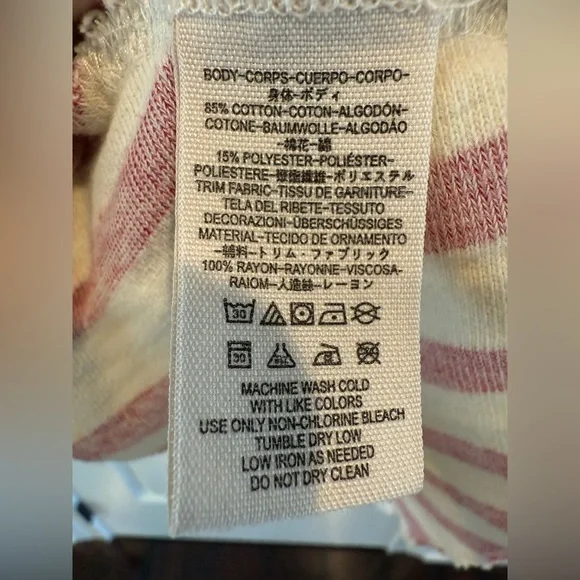 BODY-CORPS-CUERPO-CORPO-
身体-ボディ
85% COTTON-COTON-ALGODÓN-
COTONE-BAUMWOLLE-ALGODÃO
-棉花-綿
15% POLYESTER-POLIÉSTER-
POLIESTERE-聚酯纖維-ポリエステル
TRIM FABRIC-TISSU DE GARNITURE-
TELA DEL RIBETE-TESSUTO
DECORAZIONI-ÜBERSCHÜSSIGES
MATERIAL-TECIDO DE ORNAMENTO
-輔料-トリム・ファブリック
100% RAYON-RAYONNE-VISCOSA-
RAIOM-人造絲-レーヨン
30
30
MACHINE WASH COLD
WITH LIKE COLORS
USE ONLY NON-CHLORINE BLEACH
TUMBLE DRY LOW
LOW IRON AS NEEDED
DO NOT DRY CLEAN